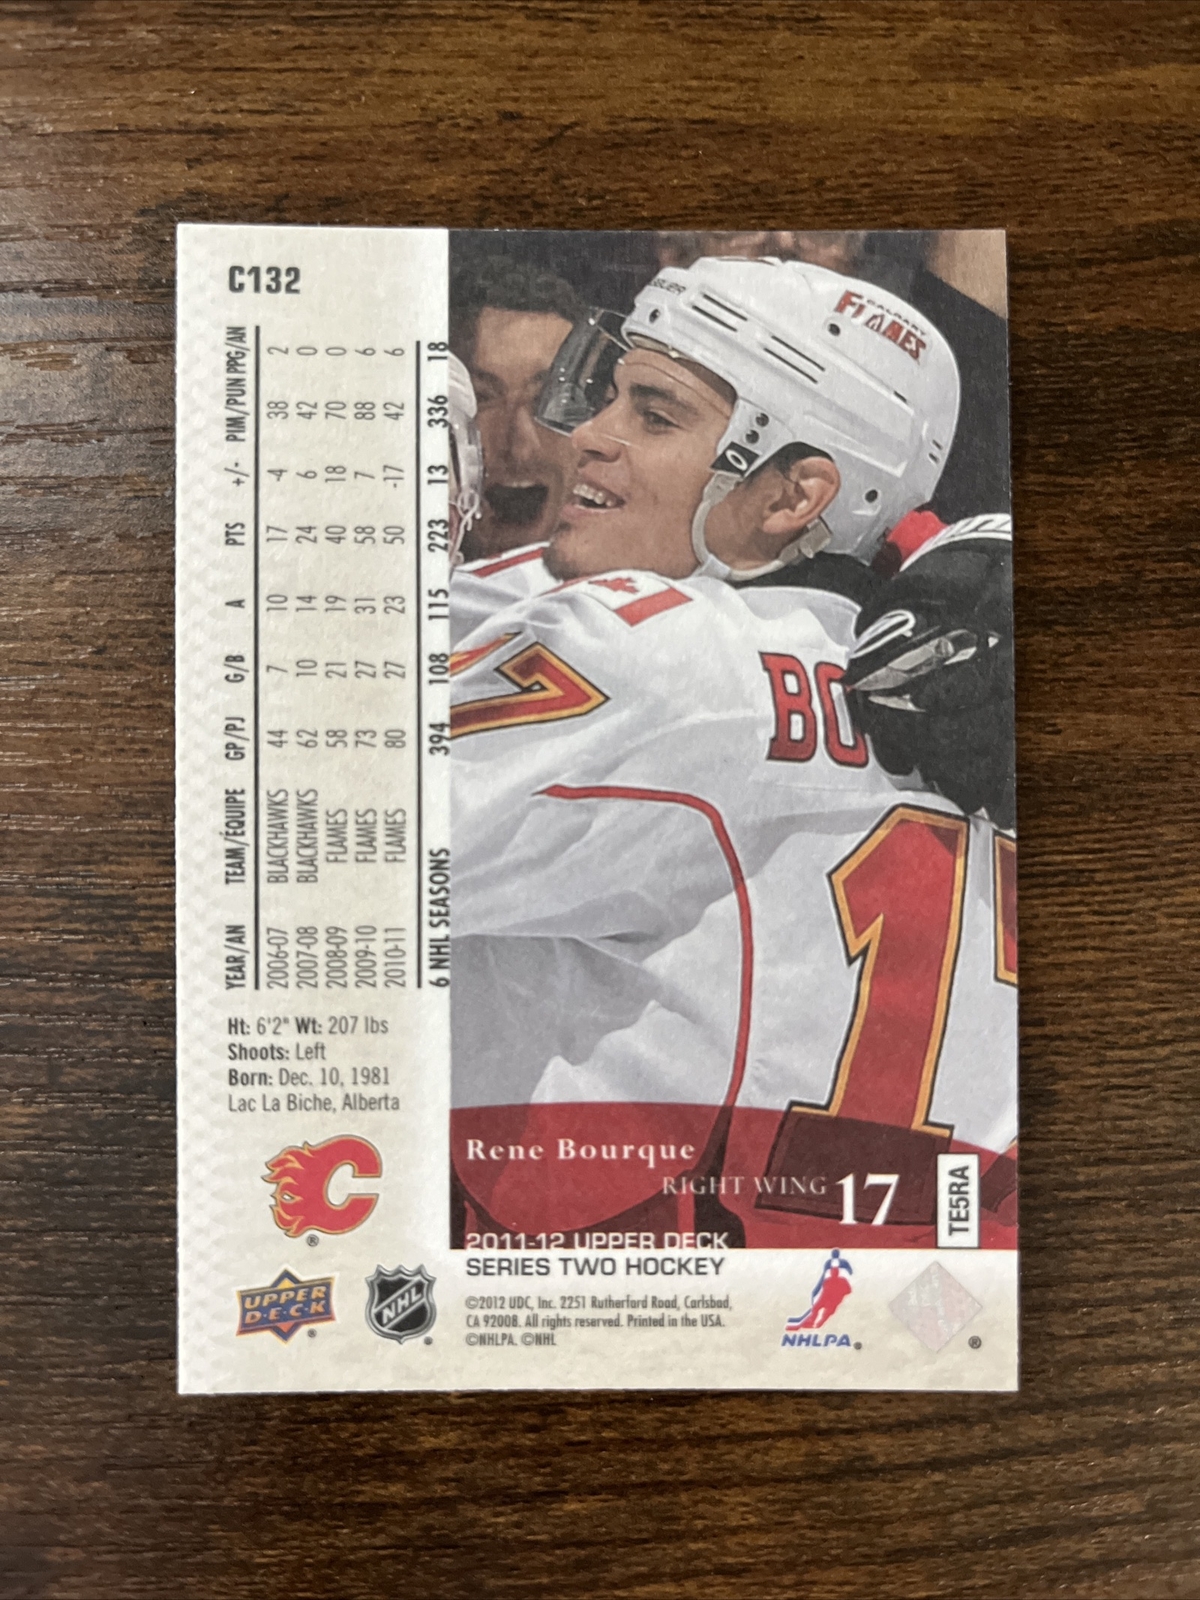 C132
YEAR/AN TEAM/ÉQUIPE GP/PJ G/B A PTS +/- PIM/PUN PPG/AN
2006-07 BLACKHAWKS 44 7 10 17 -4 38 2
2007-08 BLACKHAWKS 62 10 14 24 6 42 0
2008-09 FLAMES 58 21 19 40 18 70 0
2009-10 FLAMES 73 27 31 58 7 88 6
2010-11 FLAMES 80 27 23 50 -17 42 6
6 NHL SEASONS 394 108 115 223 13 336 18
Ht: 6'2" Wt: 207 lbs
Shoots: Left
Born: Dec. 10, 1981
Lac La Biche, Alberta
C
®
UPPER
D·E·C·K
®
NHL
®
CALGARY
FLAMES
O
7
BO
17
Rene Bourque
RIGHT WING 17
TE5RA
2011-12 UPPER DECK
SERIES TWO HOCKEY
©2012 UDC, Inc. 2251 Rutherford Road, Carlsbad,
CA 92008. All rights reserved. Printed in the USA.
©NHLPA. ©NHL
NHLPA®
®